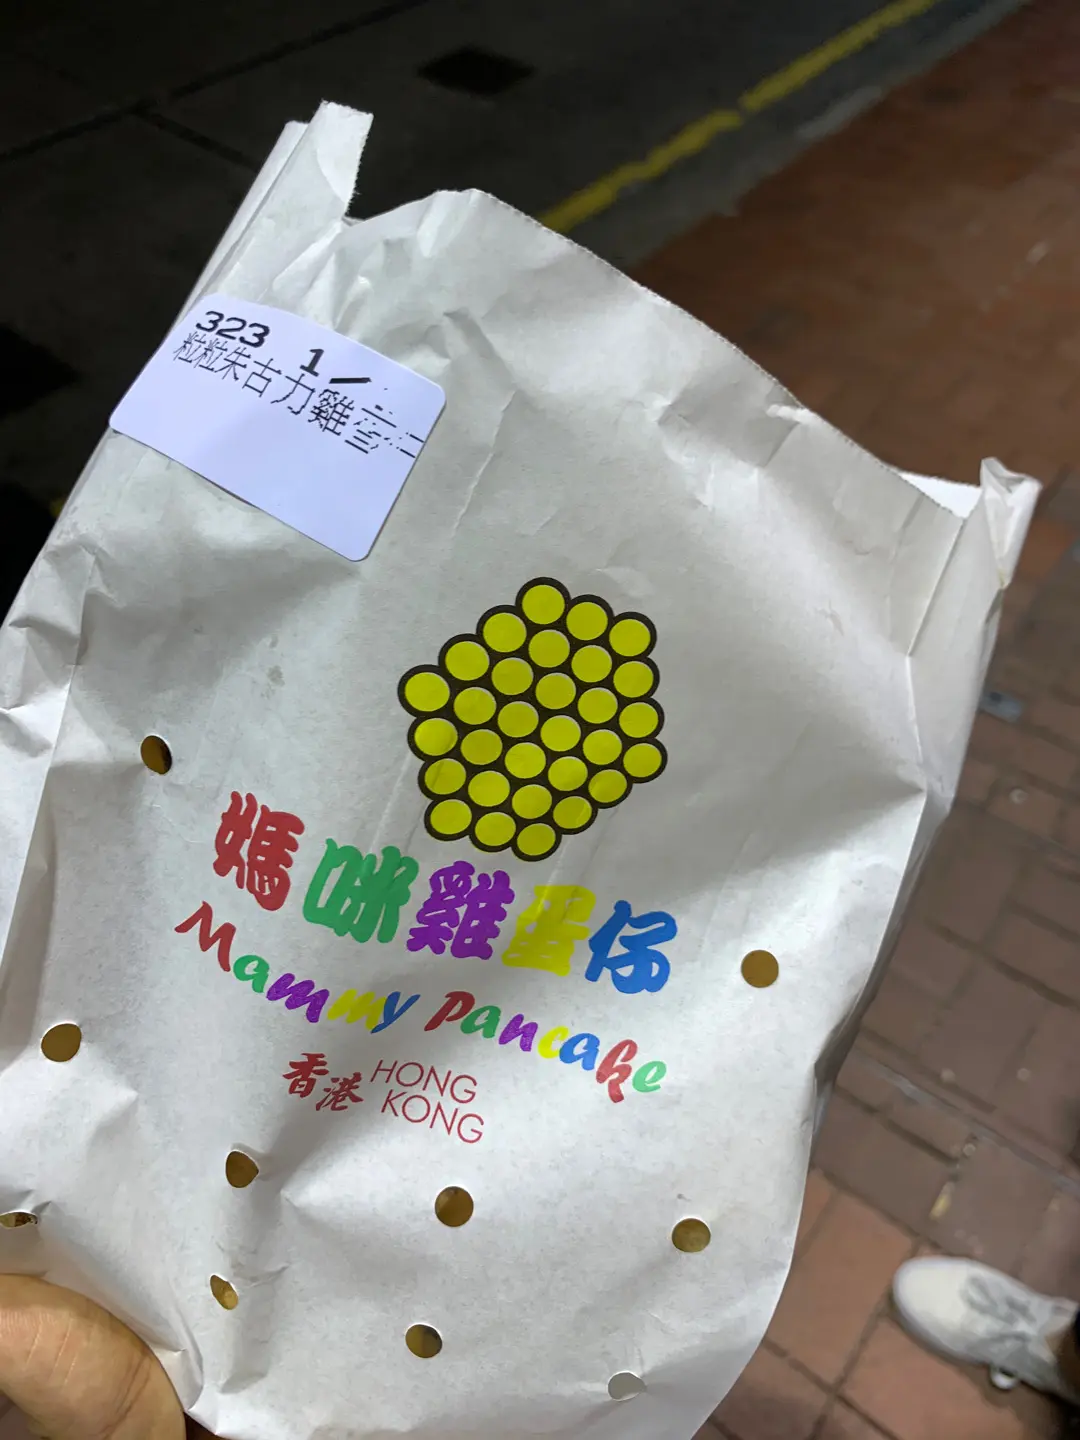 323 1
粒粒朱古力雞
媽咪雞蛋仔
Mammy Pancake
香港 HONG KONG